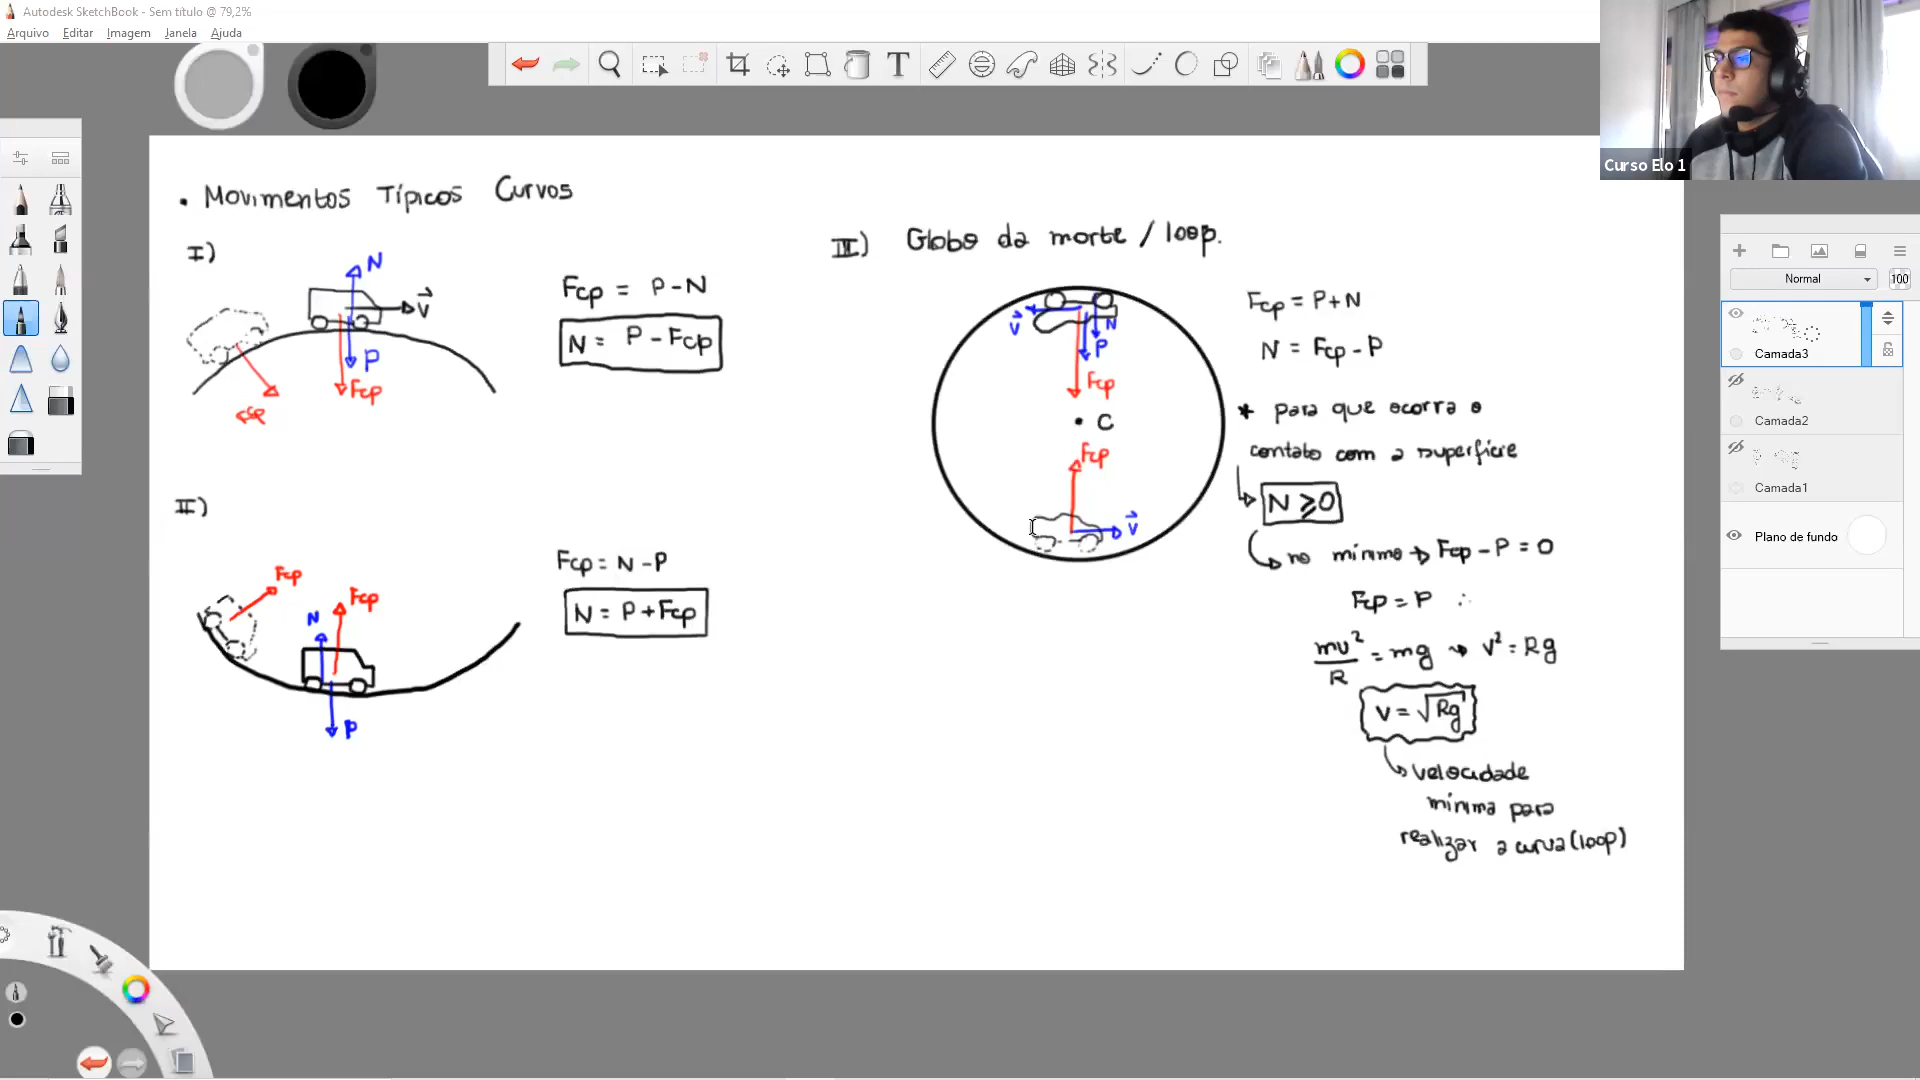 Autodesk SketchBook - Sem título @ 79,2%
Arquivo Editar Imagem Janela Ajuda
T
Curso Elo 1
• Movimentos Típicos Curvos
I)
N
V
P
Fcp
Fcp
Fcp = P - N
N = P - Fcp
II)
Fcp
Fcp
N
P
Fcp = N - P
N = P + Fcp
III) Globo da morte / loop.
V
N
P
Fcp
• C
Fcp
V
Fcp = P + N
N = Fcp - P
* para que ocorra o
contato com a superfície
N ≥ 0
no mínimo → Fcp - P = 0
Fcp = P ∴
mv²/R = mg → v² = Rg
v = √Rg
velocidade
mínima para
realizar a curva (loop)
Normal 100
Camada3
Camada2
Camada1
Plano de fundo